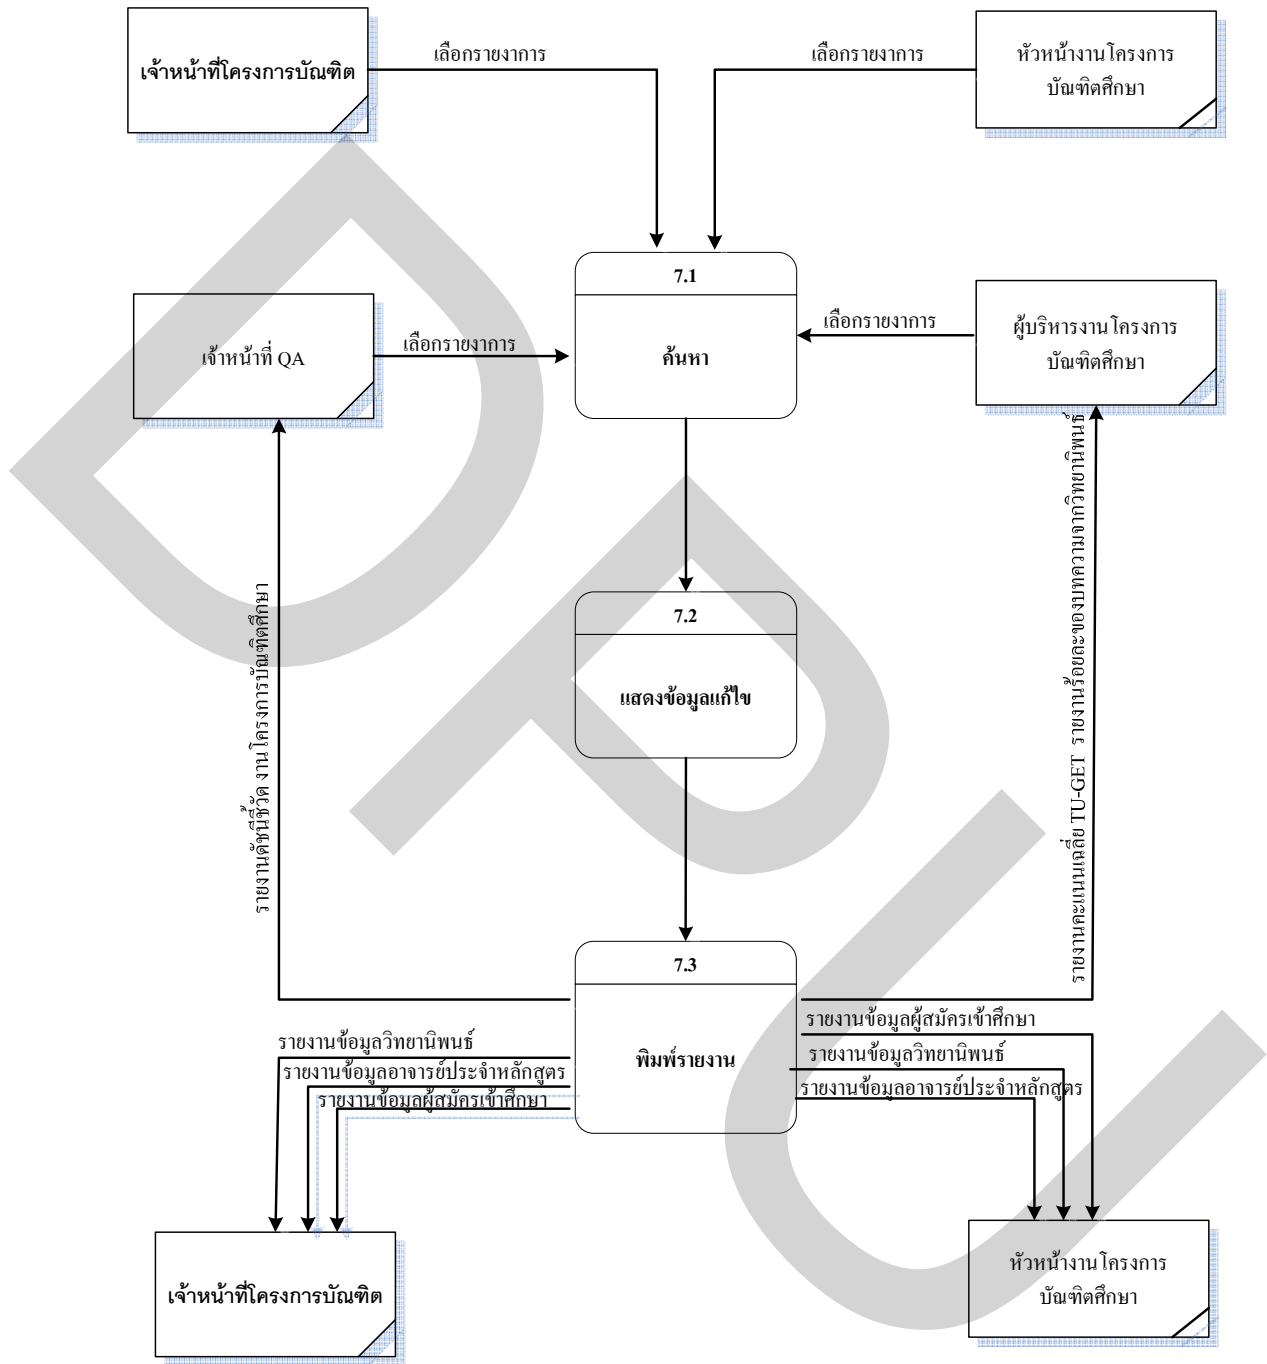 เจ้าหน้าที่โครงการบัณฑิต
เลือกรายงาการ
เลือกรายงาการ
หัวหน้างานโครงการ
บัณฑิตศึกษา
7.1
ค้นหา
เจ้าหน้าที่ QA
เลือกรายงาการ
เลือกรายงาการ
ผู้บริหารงานโครงการ
บัณฑิตศึกษา
7.2
แสดงข้อมูลแก้ไข
รายงานดัชนีชี้วัด งานโครงการบัณฑิตศึกษา
รายงานคะแนนเฉลี่ย TU-GET รายงานร้อยละของบทความจากวิทยานิพนธ์
7.3
พิมพ์รายงาน
รายงานข้อมูลวิทยานิพนธ์
รายงานข้อมูลอาจารย์ประจำหลักสูตร
รายงานข้อมูลผู้สมัครเข้าศึกษา
รายงานข้อมูลผู้สมัครเข้าศึกษา
รายงานข้อมูลวิทยานิพนธ์
รายงานข้อมูลอาจารย์ประจำหลักสูตร
เจ้าหน้าที่โครงการบัณฑิต
หัวหน้างานโครงการ
บัณฑิตศึกษา
DPU